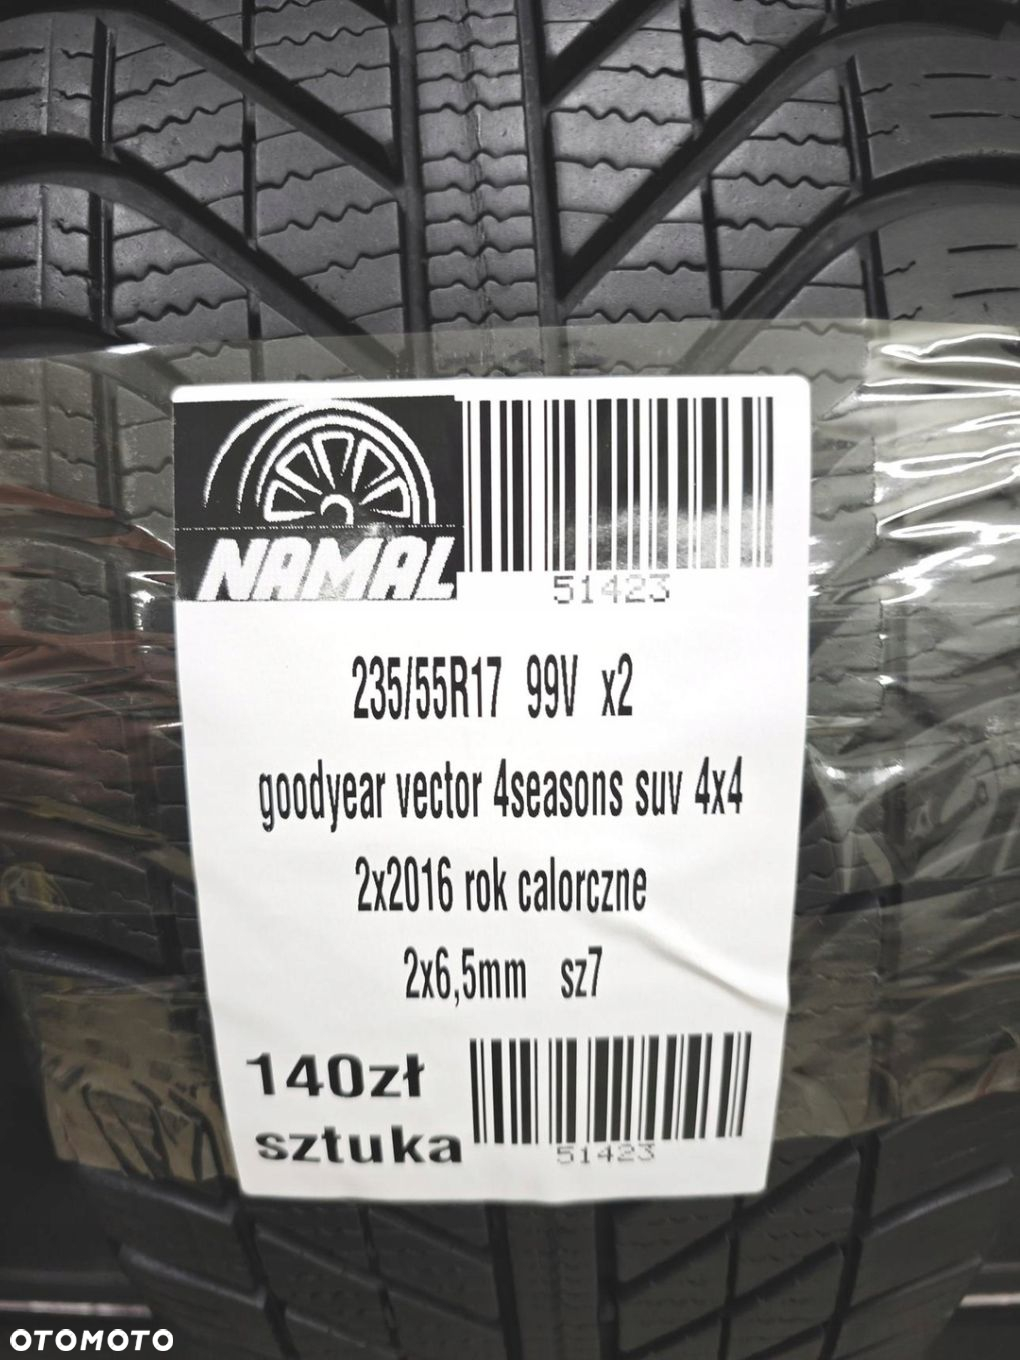 NAMAL
51423
235/55R17 99V x2
goodyear vector 4seasons suv 4x4
2x2016 rok calorczne
2x6,5mm sz7
140zł
sztuka
51423
OTOMOTO